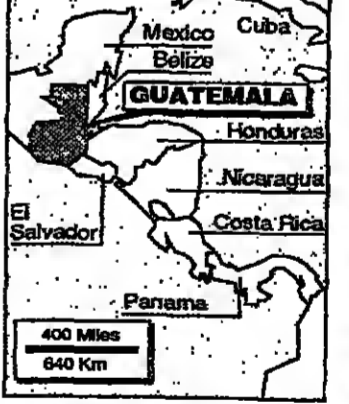 Mexico
Cuba
Belize
GUATEMALA
Honduras
Nicaragua
El
Salvador
Costa Rica
Panama
400 Miles
640 Km